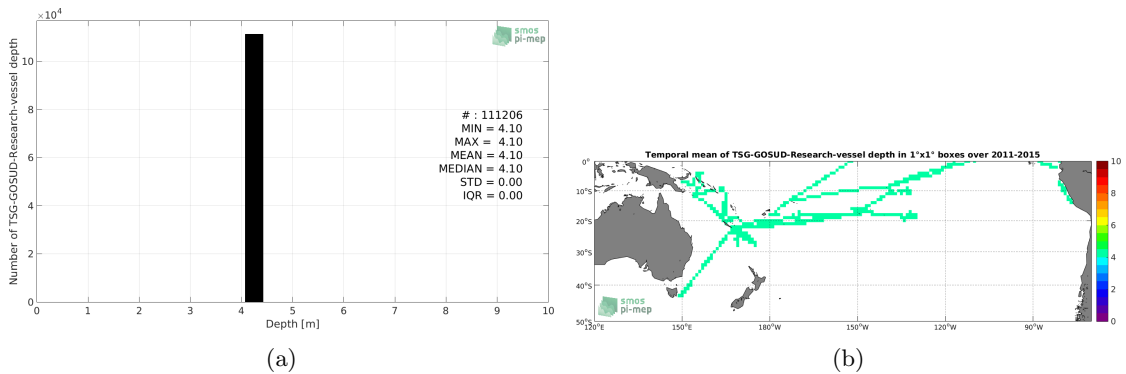 ×10⁴
smos
pi-mep
Number of TSG-GOSUD-Research-vessel depth
10
8
6
4
2
0
# : 111206
MIN = 4.10
MAX = 4.10
MEAN = 4.10
MEDIAN = 4.10
STD = 0.00
IQR = 0.00
0 1 2 3 4 5 6 7 8 9 10
Depth [m]
(a)
Temporal mean of TSG-GOSUD-Research-vessel depth in 1°x1° boxes over 2011-2015
0°
10°S
20°S
30°S
40°S
50°S
120°E 150°E 180°W 150°W 120°W 90°W
smos
pi-mep
10
8
6
4
2
0
(b)